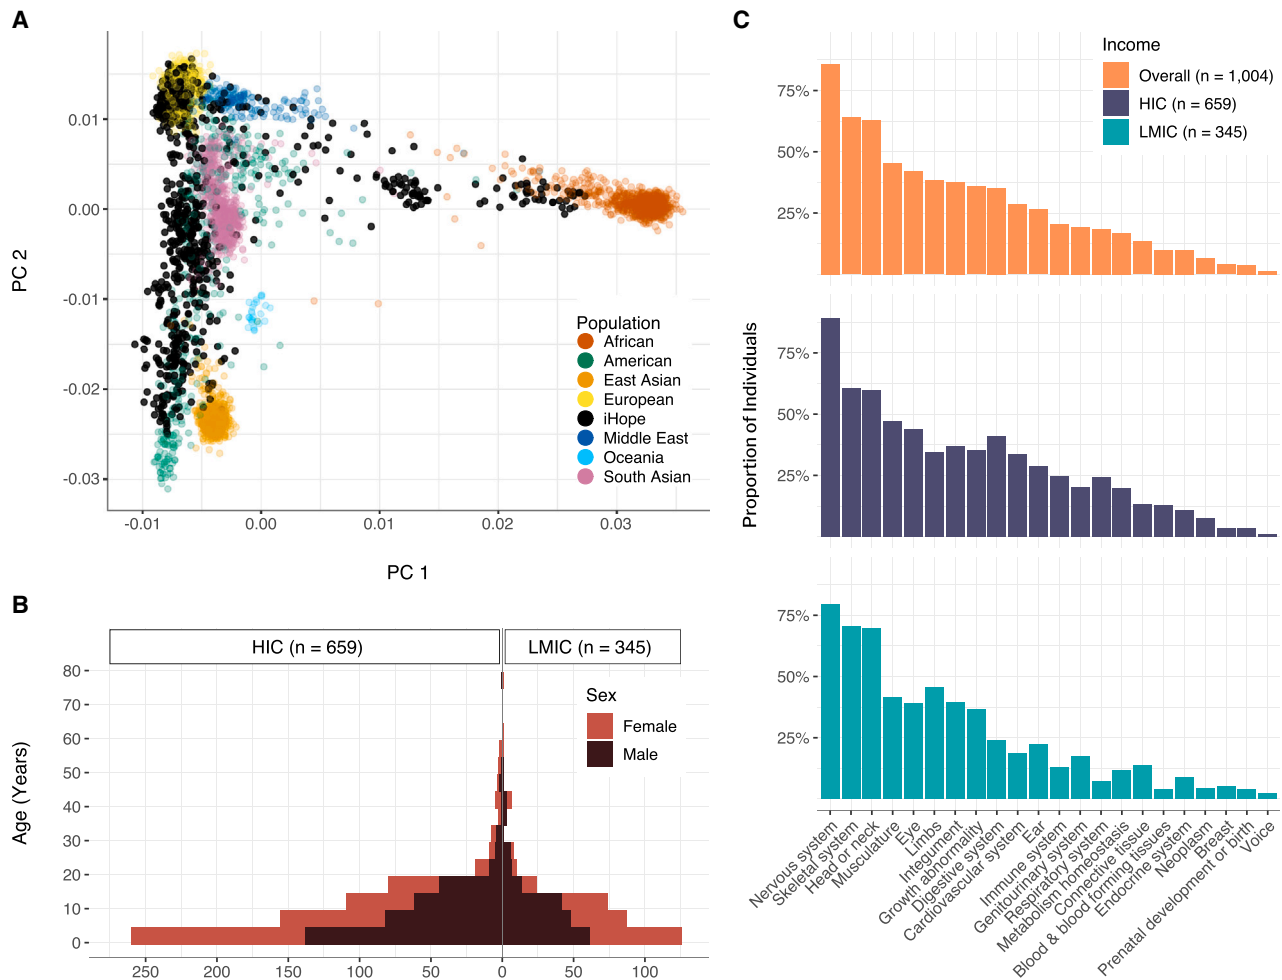 A
0.01
0.00
-0.01
-0.02
-0.03
PC 2
-0.01
0.00
0.01
0.02
0.03
PC 1
Population
African
American
East Asian
European
iHope
Middle East
Oceania
South Asian
B
HIC (n = 659)
LMIC (n = 345)
80
70
60
50
40
30
20
10
0
Age (Years)
Sex
Female
Male
250
200
150
100
50
0
50
100
C
Income
Overall (n = 1,004)
HIC (n = 659)
LMIC (n = 345)
75%
50%
25%
75%
50%
25%
75%
50%
25%
Proportion of Individuals
Nervous system
Skeletal system
Head or neck
Musculature
Eye
Limbs
Integument
Growth abnormality
Digestive system
Cardiovascular system
Ear
Immune system
Genitourinary system
Respiratory system
Metabolism homeostasis
Connective tissue
Blood & blood forming tissues
Endocrine system
Neoplasm
Breast
Prenatal development or birth
Voice